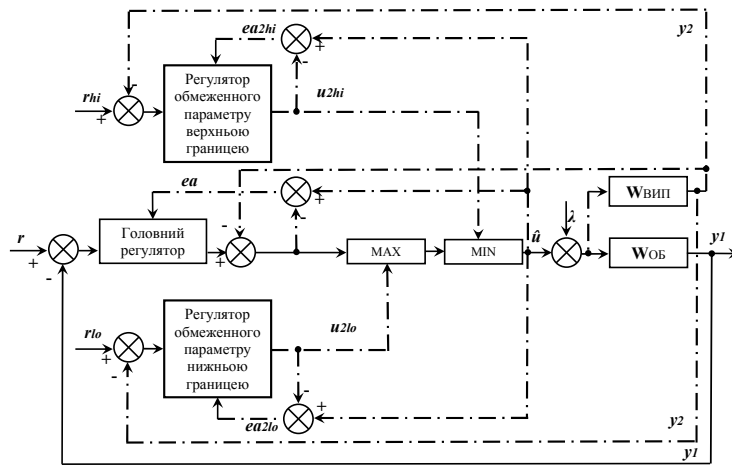 ea2hi
+
-
y2
rhi
-
+
Регулятор
обмеженного
параметру
верхньою
границею
u2hi
ea
+
-
-
WВИП
r
+
-
Головний
регулятор
+
MAX
MIN
û
λ
WОБ
y1
rlo
+
-
Регулятор
обмеженного
параметру
нижньою
границею
u2lo
-
+
ea2lo
y2
y1